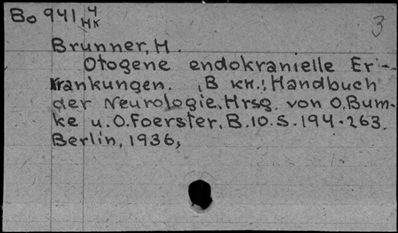 Bo 941 4
HK
3
Brunner, H.
Otogene endokranielle Er-
krankungen. „В кн.: Handbuch
der Neurologie, Hrsg. von O. Bum-
ke u. O. Foerster, B. 10. S. 194-263.
Berlin, 1936,